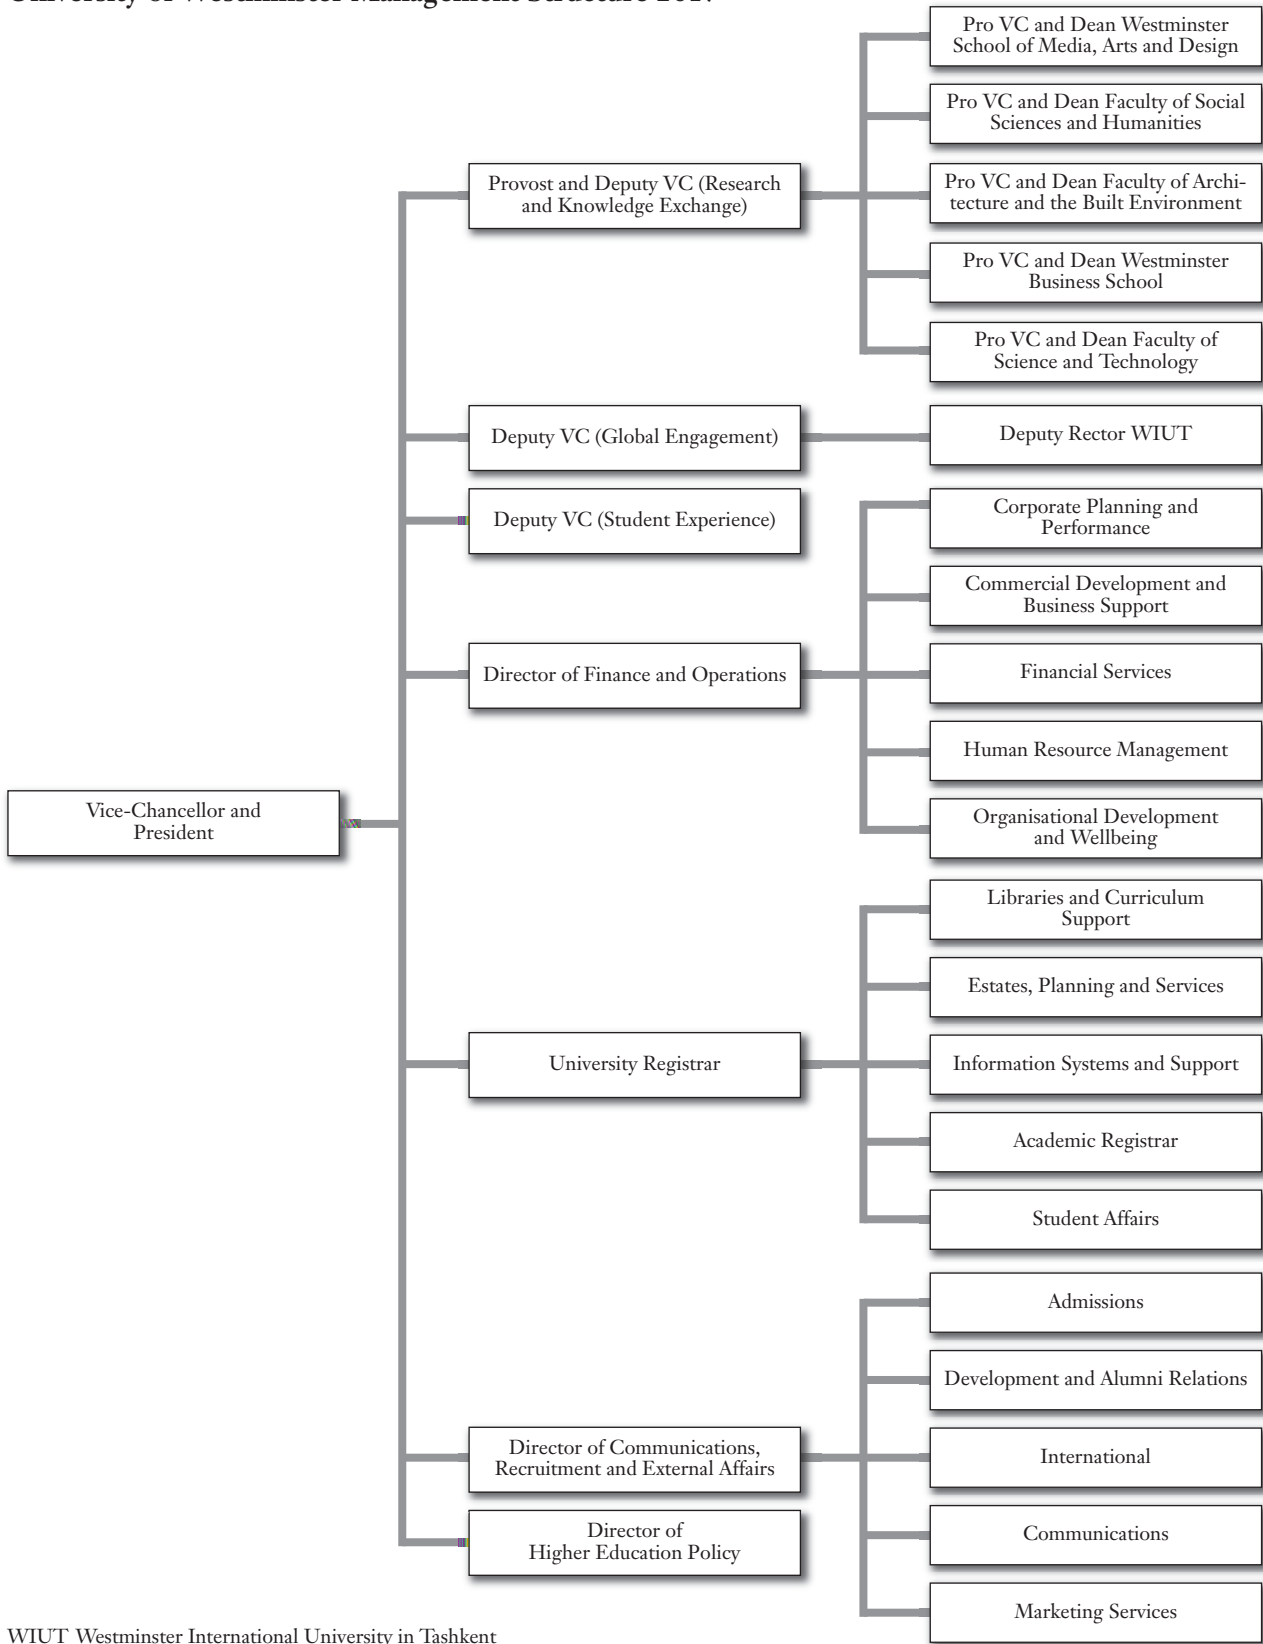 University of Westminster Management Structure
Pro VC and Dean Westminster
School of Media, Arts and Design
Pro VC and Dean Faculty of Social
Sciences and Humanities
Provost and Deputy VC (Research
and Knowledge Exchange)
Pro VC and Dean Faculty of Archi-
tecture and the Built Environment
Pro VC and Dean Westminster
Business School
Pro VC and Dean Faculty of
Science and Technology
Deputy VC (Global Engagement)
Deputy Rector WIUT
Deputy VC (Student Experience)
Corporate Planning and
Performance
Commercial Development and
Business Support
Director of Finance and Operations
Financial Services
Human Resource Management
Vice-Chancellor and
President
Organisational Development
and Wellbeing
Libraries and Curriculum
Support
Estates, Planning and Services
University Registrar
Information Systems and Support
Academic Registrar
Student Affairs
Admissions
Development and Alumni Relations
Director of Communications,
Recruitment and External Affairs
International
Director of
Higher Education Policy
Communications
Marketing Services
WIUT Westminster International University in Tashkent